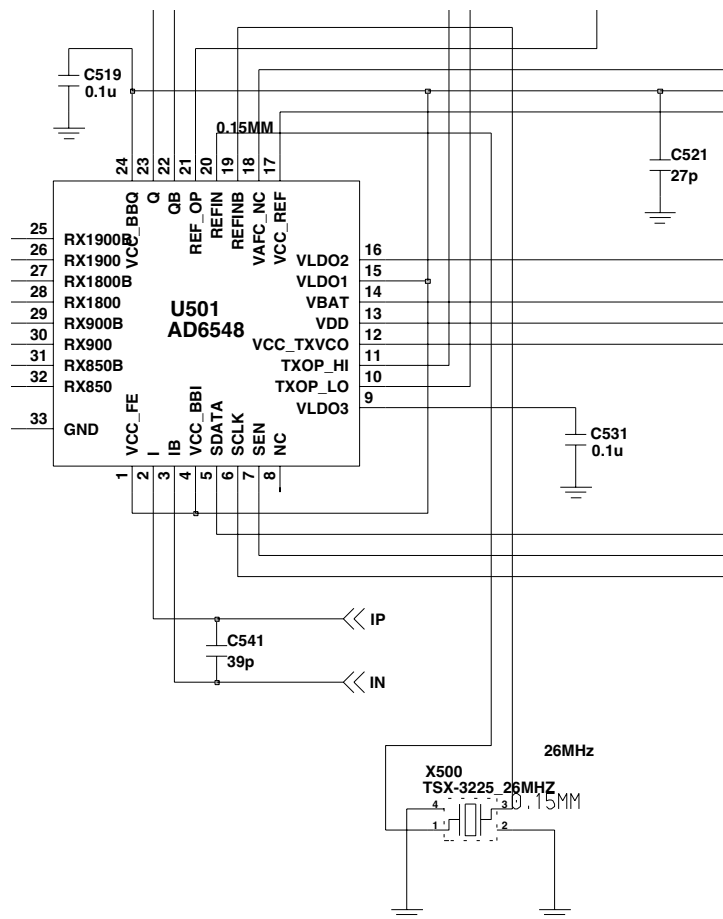 C519
0.1u
0.15MM
C521
27p
24
23
22
21
20
19
18
17
VCC_BBQ
Q
QB
REF_OP
REFIN
REFINB
VAFC_NC
VCC_REF
25
RX1900B
26
RX1900
27
RX1800B
28
RX1800
29
RX900B
30
RX900
31
RX850B
32
RX850
33
GND
U501
AD6548
VLDO2
16
VLDO1
15
VBAT
14
VDD
13
VCC_TXVCO
12
TXOP_HI
11
TXOP_LO
10
VLDO3
9
VCC_FE
I
IB
VCC_BBI
SDATA
SCLK
SEN
NC
1
2
3
4
5
6
7
8
C531
0.1u
IP
C541
39p
IN
26MHz
X500
TSX-3225_26MHZ
0.15MM
4
3
1
2